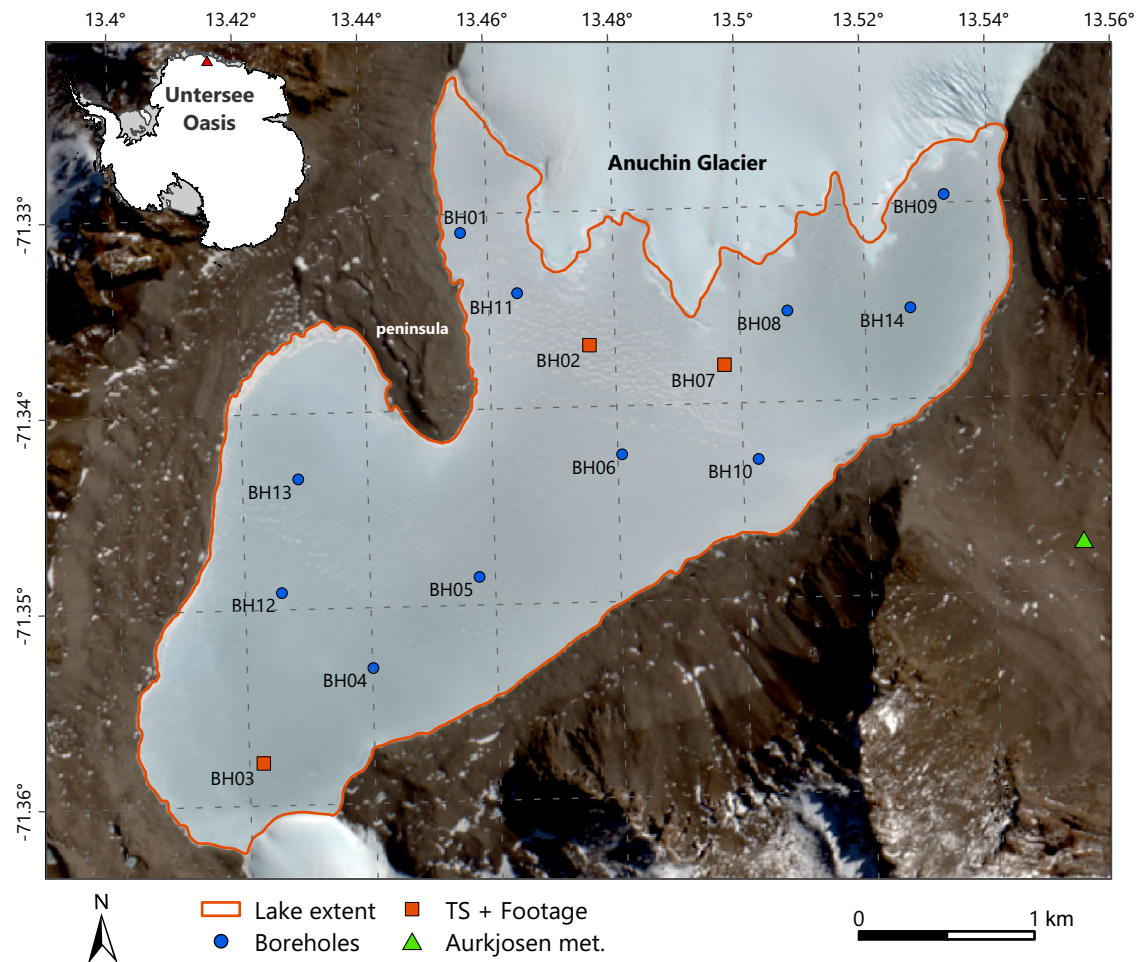 13.4° 13.42° 13.44° 13.46° 13.48° 13.5° 13.52° 13.54° 13.56°
Untersee
Oasis
Anuchin Glacier
-71.33°
BH01
BH09
BH11
BH08
BH14
peninsula
BH02
BH07
-71.34°
BH06
BH10
BH13
BH05
BH12
-71.35°
BH04
BH03
-71.36°
N
Lake extent
TS + Footage
0 1 km
Boreholes
Aurkjosen met.